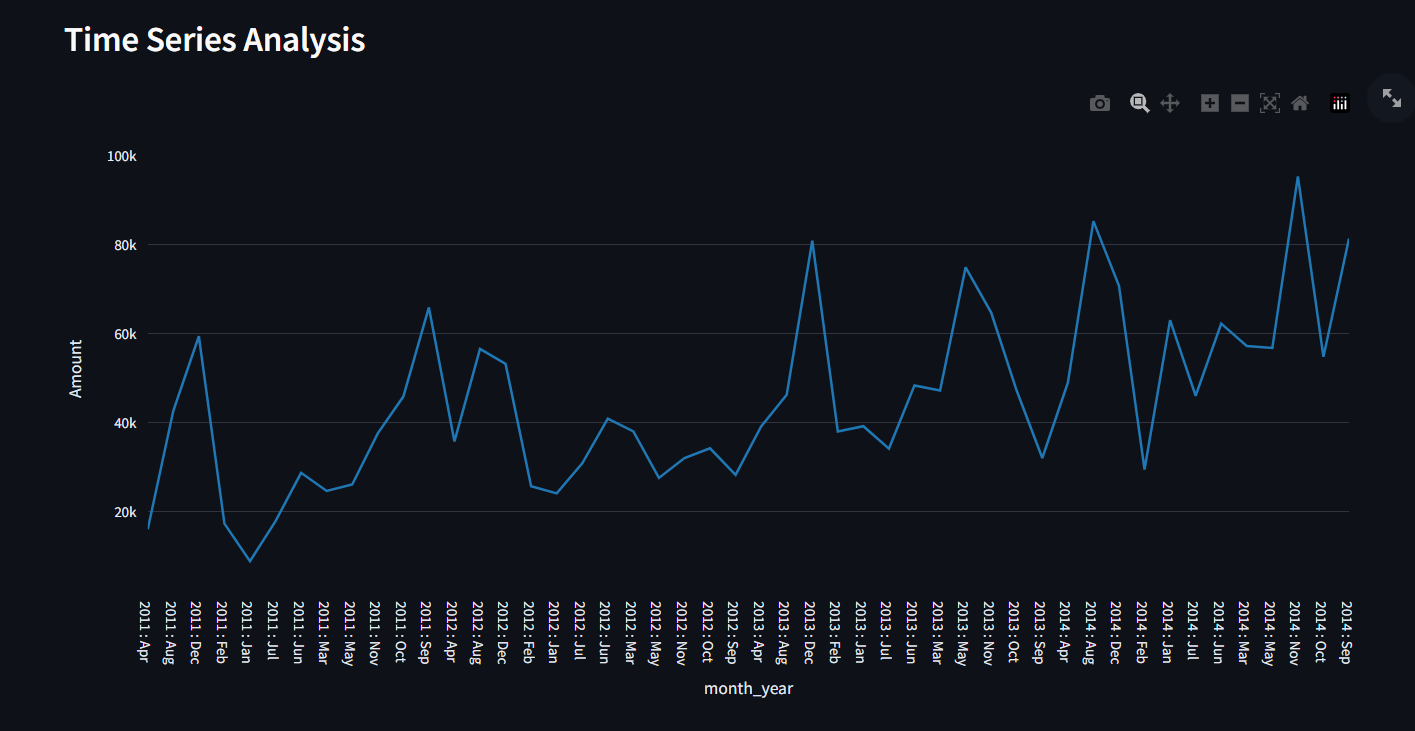 Time Series Analysis
100k
80k
60k
40k
20k
Amount
2011 : Apr
2011 : Aug
2011 : Dec
2011 : Feb
2011 : Jan
2011 : Jul
2011 : Jun
2011 : Mar
2011 : May
2011 : Nov
2011 : Oct
2011 : Sep
2012 : Apr
2012 : Aug
2012 : Dec
2012 : Feb
2012 : Jan
2012 : Jul
2012 : Jun
2012 : Mar
2012 : May
2012 : Nov
2012 : Oct
2012 : Sep
2013 : Apr
2013 : Aug
2013 : Dec
2013 : Feb
2013 : Jan
2013 : Jul
2013 : Jun
2013 : Mar
2013 : May
2013 : Nov
2013 : Oct
2013 : Sep
2014 : Apr
2014 : Aug
2014 : Dec
2014 : Feb
2014 : Jan
2014 : Jul
2014 : Jun
2014 : Mar
2014 : May
2014 : Nov
2014 : Oct
2014 : Sep
month_year